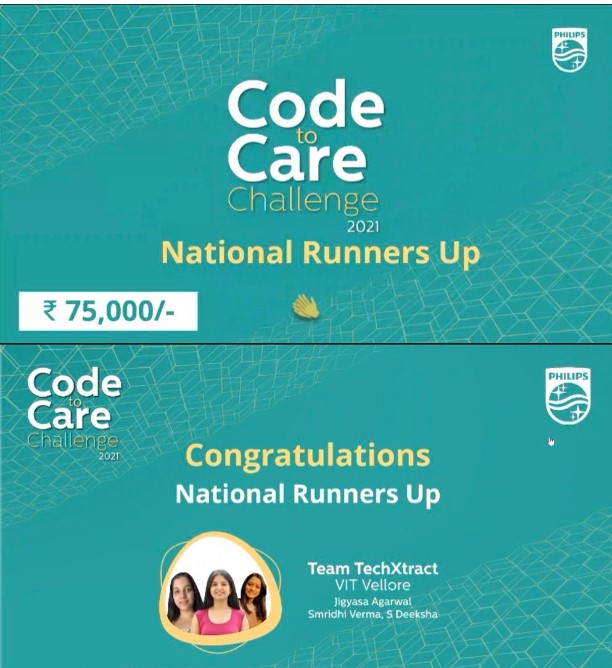 PHILIPS
Code
to
Care
Challenge
2021
National Runners Up
₹ 75,000/-
Code
to
Care
Challenge
2021
PHILIPS
Congratulations
National Runners Up
Team TechXtract
VIT Vellore
Jigyasa Agarwal
Smridhi Verma, S Deeksha